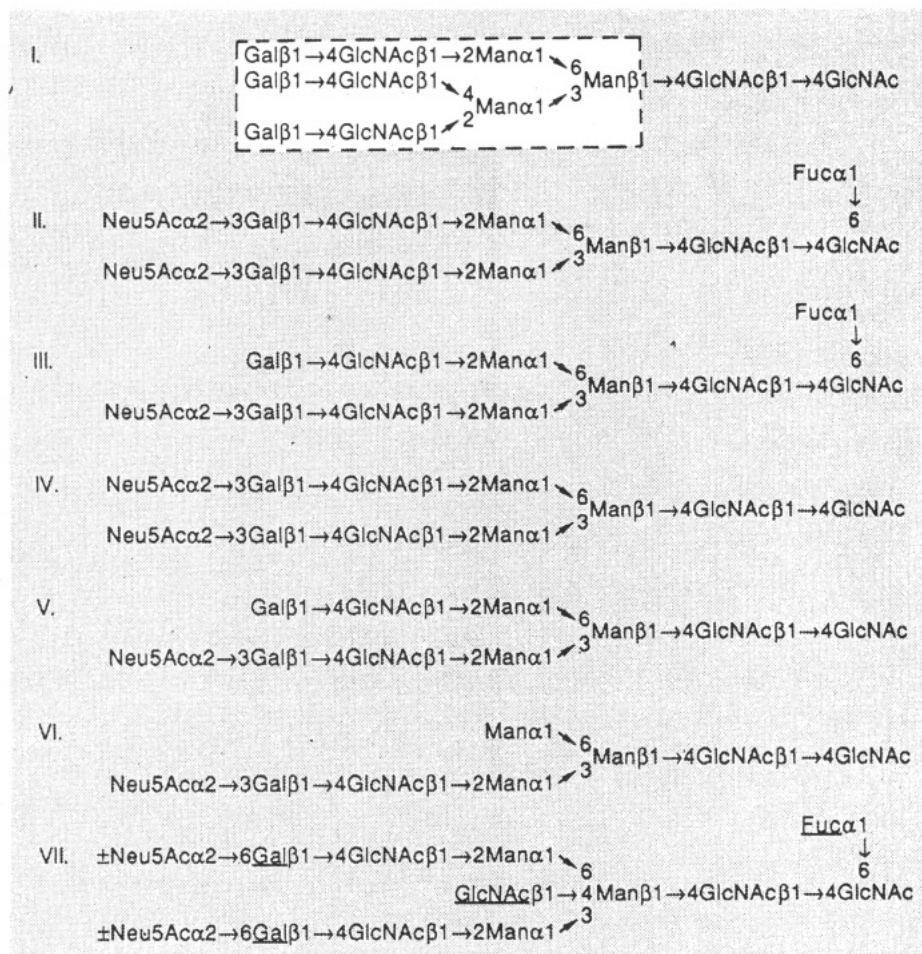 I.
Galβ1→4GlcNAcβ1→2Manα1
Galβ1→4GlcNAcβ1
6
4
Manβ1→4GlcNAcβ1→4GlcNAc
Manα1
3
2
Galβ1→4GlcNAcβ1
Fucα1
↓
II. Neu5Acα2→3Galβ1→4GlcNAcβ1→2Manα1
6
6
Manβ1→4GlcNAcβ1→4GlcNAc
3
Neu5Acα2→3Galβ1→4GlcNAcβ1→2Manα1
Fucα1
↓
III. Galβ1→4GlcNAcβ1→2Manα1
6
6
Manβ1→4GlcNAcβ1→4GlcNAc
3
Neu5Acα2→3Galβ1→4GlcNAcβ1→2Manα1
IV. Neu5Acα2→3Galβ1→4GlcNAcβ1→2Manα1
6
Manβ1→4GlcNAcβ1→4GlcNAc
3
Neu5Acα2→3Galβ1→4GlcNAcβ1→2Manα1
V. Galβ1→4GlcNAcβ1→2Manα1
6
Manβ1→4GlcNAcβ1→4GlcNAc
3
Neu5Acα2→3Galβ1→4GlcNAcβ1→2Manα1
VI. Manα1
6
Manβ1→4GlcNAcβ1→4GlcNAc
3
Neu5Acα2→3Galβ1→4GlcNAcβ1→2Manα1
Fucα1
↓
VII. ±Neu5Acα2→6Galβ1→4GlcNAcβ1→2Manα1
6
6
GlcNAcβ1→4Manβ1→4GlcNAcβ1→4GlcNAc
3
±Neu5Acα2→6Galβ1→4GlcNAcβ1→2Manα1